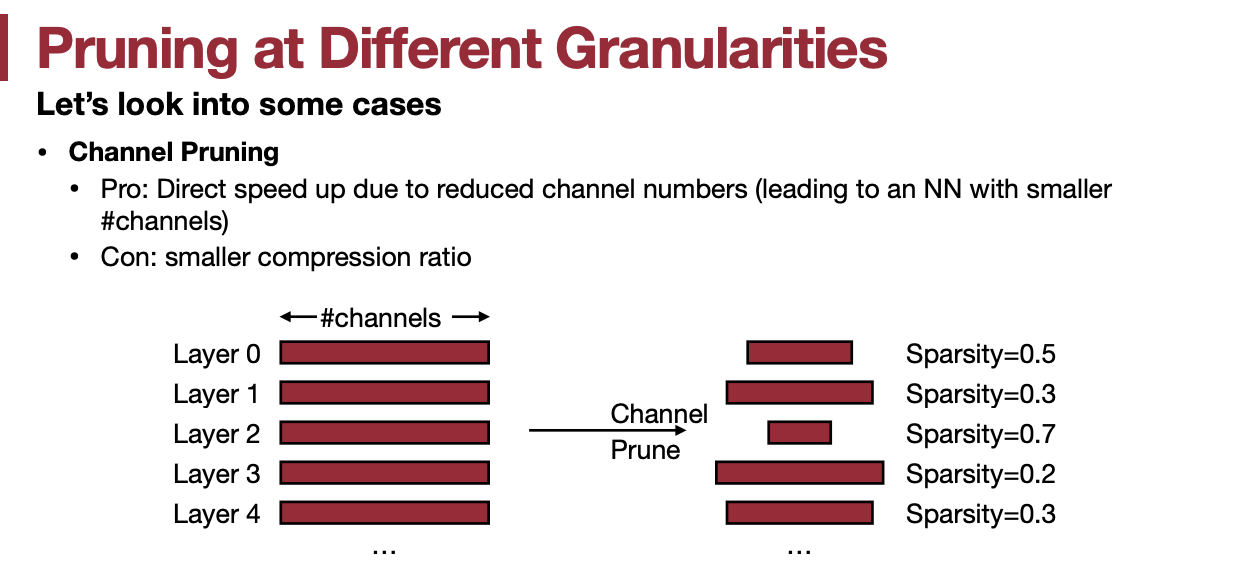 Pruning at Different Granularities
Let’s look into some cases
• Channel Pruning
• Pro: Direct speed up due to reduced channel numbers (leading to an NN with smaller
#channels)
• Con: smaller compression ratio
#channels
Layer 0
Sparsity=0.5
Layer 1
Sparsity=0.3
Channel
Layer 2
Sparsity=0.7
Prune
Layer 3
Sparsity=0.2
Layer 4
Sparsity=0.3
...
...